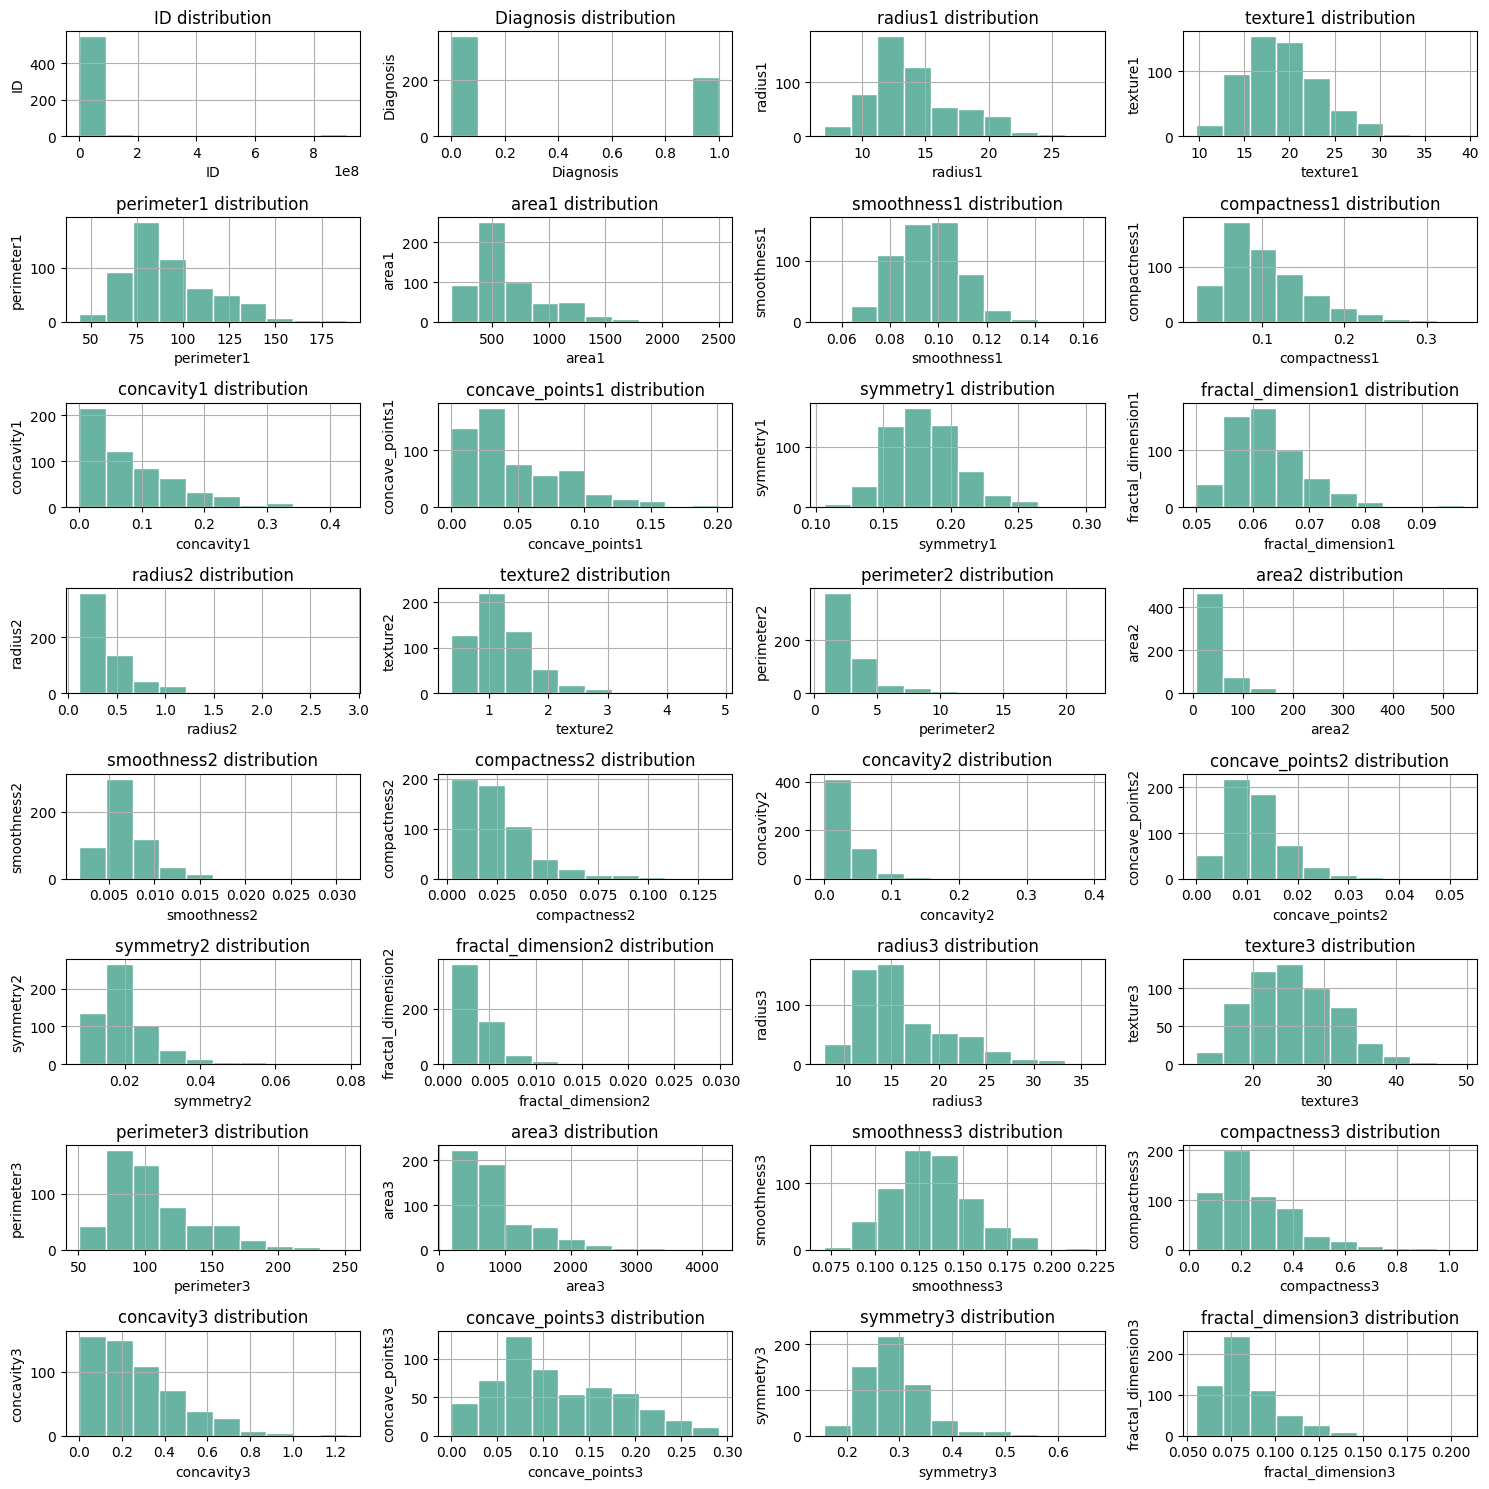 ID distribution
Diagnosis distribution
radius1 distribution
texture1 distribution
ID
400
200
0
0 2 4 6 8
1e8
ID
Diagnosis
200
0
0.0 0.2 0.4 0.6 0.8 1.0
Diagnosis
radius1
100
0
10 15 20 25
radius1
texture1
100
0
10 15 20 25 30 35 40
texture1
perimeter1 distribution
area1 distribution
smoothness1 distribution
compactness1 distribution
perimeter1
100
0
50 75 100 125 150 175
perimeter1
area1
200
100
0
500 1000 1500 2000 2500
area1
smoothness1
100
0
0.06 0.08 0.10 0.12 0.14 0.16
smoothness1
compactness1
100
0
0.1 0.2 0.3
compactness1
concavity1 distribution
concave_points1 distribution
symmetry1 distribution
fractal_dimension1 distribution
concavity1
200
100
0
0.0 0.1 0.2 0.3 0.4
concavity1
concave_points1
100
0
0.00 0.05 0.10 0.15 0.20
concave_points1
symmetry1
100
0
0.10 0.15 0.20 0.25 0.30
symmetry1
fractal_dimension1
100
0
0.05 0.06 0.07 0.08 0.09
fractal_dimension1
radius2 distribution
texture2 distribution
perimeter2 distribution
area2 distribution
radius2
200
0
0.0 0.5 1.0 1.5 2.0 2.5 3.0
radius2
texture2
200
100
0
1 2 3 4 5
texture2
perimeter2
200
0
0 5 10 15 20
perimeter2
area2
400
200
0
0 100 200 300 400 500
area2
smoothness2 distribution
compactness2 distribution
concavity2 distribution
concave_points2 distribution
smoothness2
200
0
0.005 0.010 0.015 0.020 0.025 0.030
smoothness2
compactness2
200
100
0
0.000 0.025 0.050 0.075 0.100 0.125
compactness2
concavity2
400
200
0
0.0 0.1 0.2 0.3 0.4
concavity2
concave_points2
200
100
0
0.00 0.01 0.02 0.03 0.04 0.05
concave_points2
symmetry2 distribution
fractal_dimension2 distribution
radius3 distribution
texture3 distribution
symmetry2
200
100
0
0.02 0.04 0.06 0.08
symmetry2
fractal_dimension2
200
0
0.000 0.005 0.010 0.015 0.020 0.025 0.030
fractal_dimension2
radius3
100
0
10 15 20 25 30 35
radius3
texture3
100
50
0
20 30 40 50
texture3
perimeter3 distribution
area3 distribution
smoothness3 distribution
compactness3 distribution
perimeter3
100
0
50 100 150 200 250
perimeter3
area3
200
100
0
0 1000 2000 3000 4000
area3
smoothness3
100
0
0.075 0.100 0.125 0.150 0.175 0.200 0.225
smoothness3
compactness3
200
100
0
0.0 0.2 0.4 0.6 0.8 1.0
compactness3
concavity3 distribution
concave_points3 distribution
symmetry3 distribution
fractal_dimension3 distribution
concavity3
100
0
0.0 0.2 0.4 0.6 0.8 1.0 1.2
concavity3
concave_points3
100
50
0
0.00 0.05 0.10 0.15 0.20 0.25 0.30
concave_points3
symmetry3
200
100
0
0.2 0.3 0.4 0.5 0.6
symmetry3
fractal_dimension3
200
100
0
0.050 0.075 0.100 0.125 0.150 0.175 0.200
fractal_dimension3